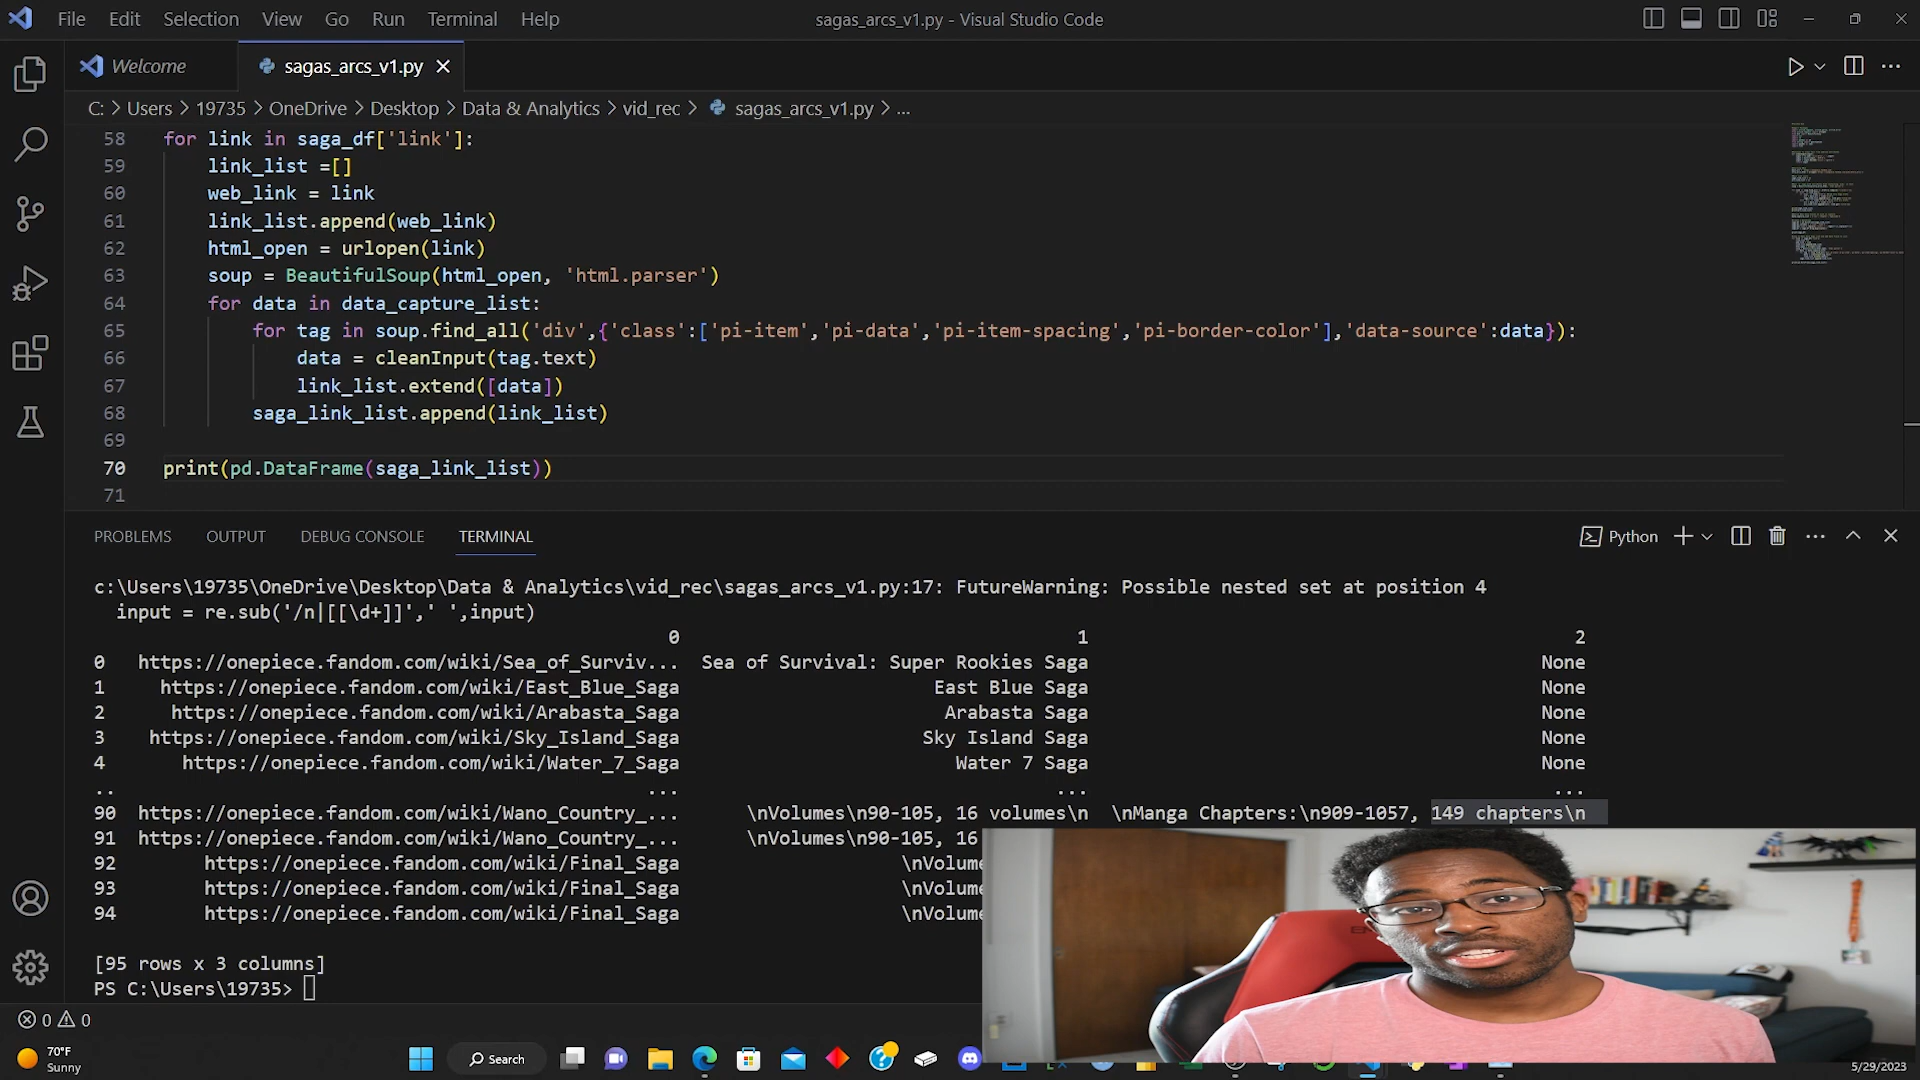 File Edit Selection View Go Run Terminal Help
sagas_arcs_v1.py - Visual Studio Code
Welcome
sagas_arcs_v1.py
C: > Users > 19735 > OneDrive > Desktop > Data & Analytics > vid_rec > sagas_arcs_v1.py > ...
58 for link in saga_df['link']:
59 link_list =[]
60 web_link = link
61 link_list.append(web_link)
62 html_open = urlopen(link)
63 soup = BeautifulSoup(html_open, 'html.parser')
64 for data in data_capture_list:
65 for tag in soup.find_all('div',{'class':['pi-item','pi-data','pi-item-spacing','pi-border-color'],'data-source':data}):
66 data = cleanInput(tag.text)
67 link_list.extend([data])
68 saga_link_list.append(link_list)
69
70 print(pd.DataFrame(saga_link_list))
71
PROBLEMS OUTPUT DEBUG CONSOLE TERMINAL
Python
c:\Users\19735\OneDrive\Desktop\Data & Analytics\vid_rec\sagas_arcs_v1.py:17: FutureWarning: Possible nested set at position 4
input = re.sub('/n|[[\d+]]',' ',input)
0 1 2
0 https://onepiece.fandom.com/wiki/Sea_of_Surviv... Sea of Survival: Super Rookies Saga None
1 https://onepiece.fandom.com/wiki/East_Blue_Saga East Blue Saga None
2 https://onepiece.fandom.com/wiki/Arabasta_Saga Arabasta Saga None
3 https://onepiece.fandom.com/wiki/Sky_Island_Saga Sky Island Saga None
4 https://onepiece.fandom.com/wiki/Water_7_Saga Water 7 Saga None
.. ... ... ...
90 https://onepiece.fandom.com/wiki/Wano_Country_... \nVolumes\n90-105, 16 volumes\n \nManga Chapters:\n909-1057, 149 chapters\n
91 https://onepiece.fandom.com/wiki/Wano_Country_... \nVolumes\n90-105, 16
92 https://onepiece.fandom.com/wiki/Final_Saga \nVolume
93 https://onepiece.fandom.com/wiki/Final_Saga \nVolume
94 https://onepiece.fandom.com/wiki/Final_Saga \nVolume
[95 rows x 3 columns]
PS C:\Users\19735>
0 0
70°F
Sunny
Search
5/29/2023